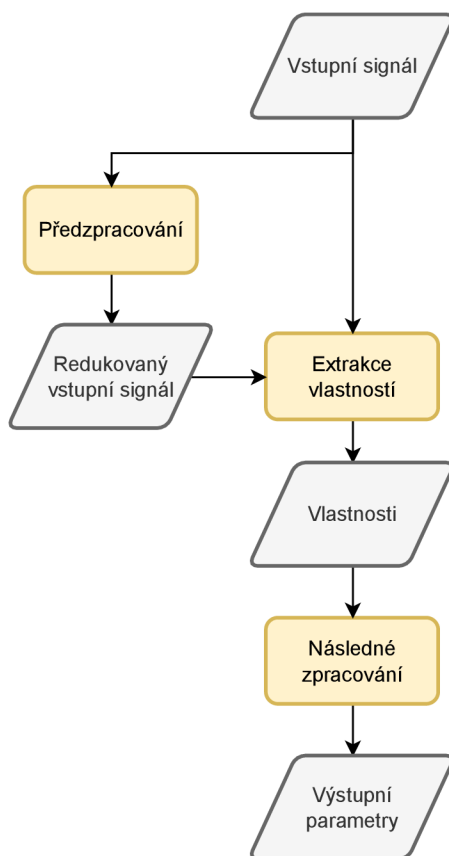 Vstupní signál
Předzpracování
Redukovaný
vstupní signál
Extrakce
vlastností
Vlastnosti
Následné
zpracování
Výstupní
parametry